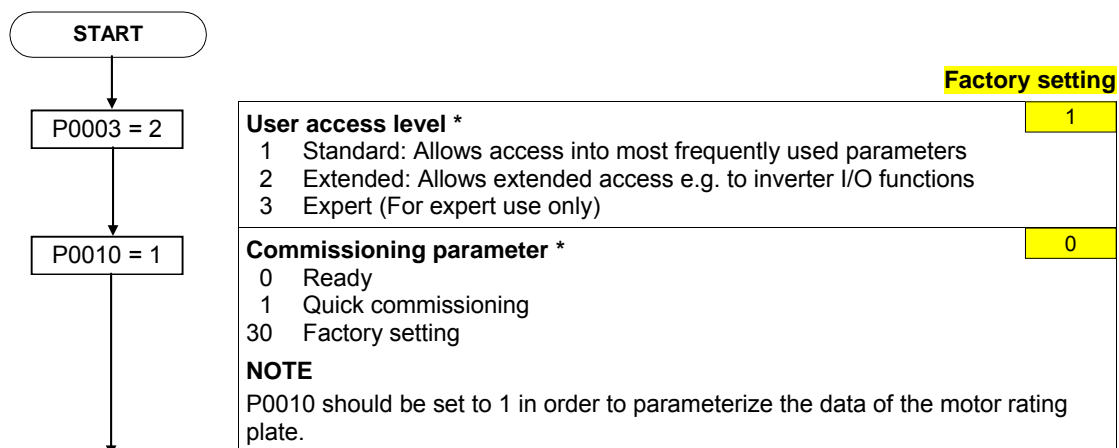 START
Factory setting
P0003 = 2
User access level *
1
1 Standard: Allows access into most frequently used parameters
2 Extended: Allows extended access e.g. to inverter I/O functions
3 Expert (For expert use only)
P0010 = 1
Commissioning parameter *
0
0 Ready
1 Quick commissioning
30 Factory setting
NOTE
P0010 should be set to 1 in order to parameterize the data of the motor rating
plate.